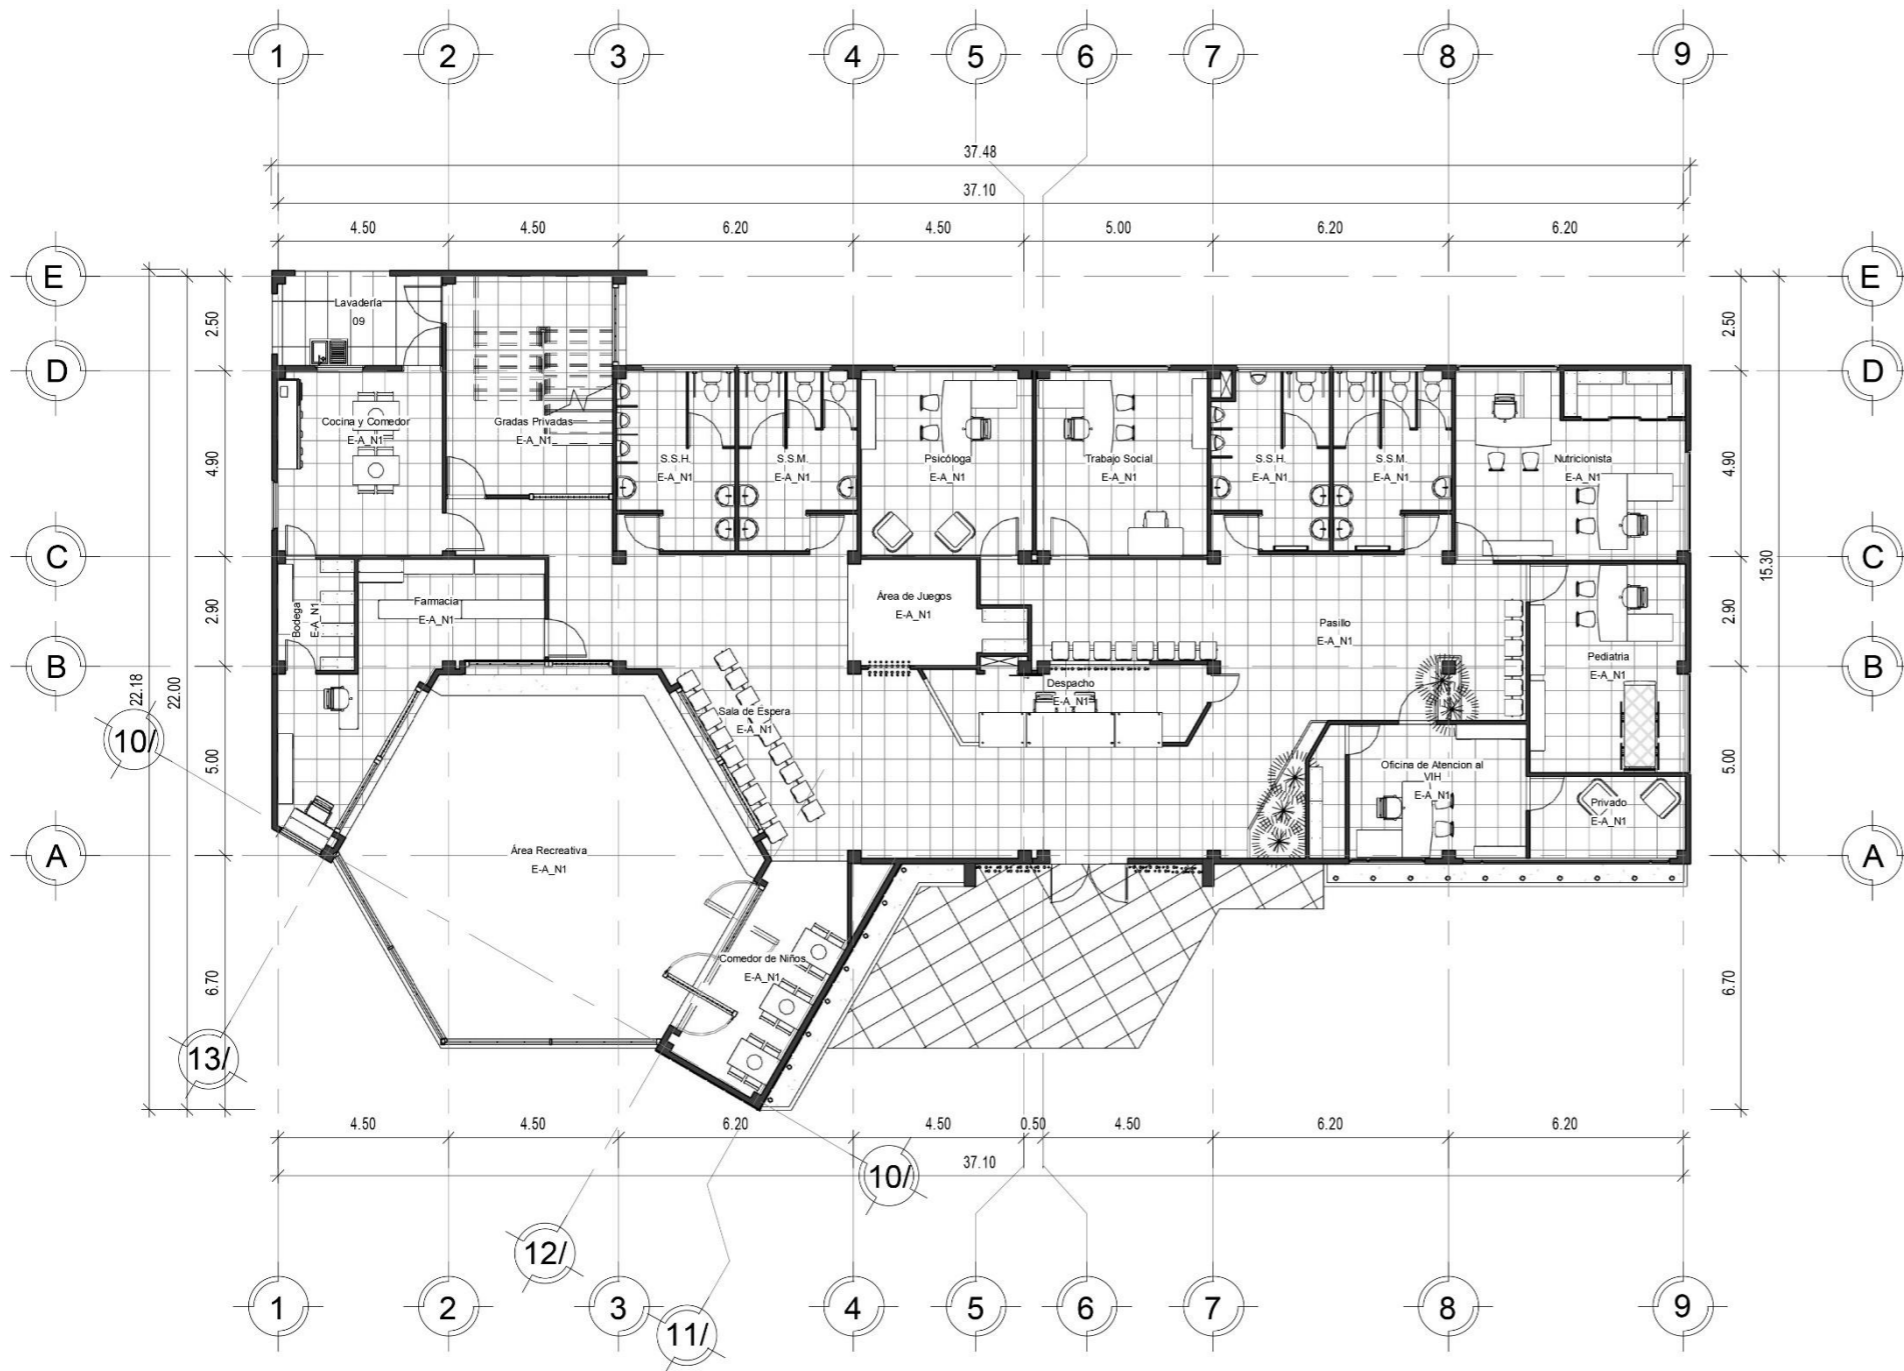 1
2
3
4
5
6
7
8
9
37.48
37.10
4.50
4.50
6.20
4.50
5.00
6.20
6.20
E
E
2.50
2.50
Lavadería
09
D
D
Cocina y Comedor
E-A_N1
Gradas Privadas
E-A_N1
S.S.H.
E-A_N1
S.S.M.
E-A_N1
Psicóloga
E-A_N1
Trabajo Social
E-A_N1
S.S.H.
E-A_N1
S.S.M.
E-A_N1
Nutricionista
E-A_N1
4.90
4.90
C
C
15.30
2.90
2.90
Bodega
E-A_N1
Farmacia
E-A_N1
Área de Juegos
E-A_N1
Pasillo
E-A_N1
Pediatria
E-A_N1
B
B
22.18
22.00
Despacho
E-A_N1
Sala de Espera
E-A_N1
10/
5.00
5.00
Oficina de Atencion al
VIH
E-A_N1
Privado
E-A_N1
A
A
Área Recreativa
E-A_N1
Comedor de Niños
E-A_N1
6.70
6.70
13/
4.50
4.50
6.20
4.50
0.50
4.50
6.20
6.20
37.10
10/
12/
11/
1
2
3
4
5
6
7
8
9